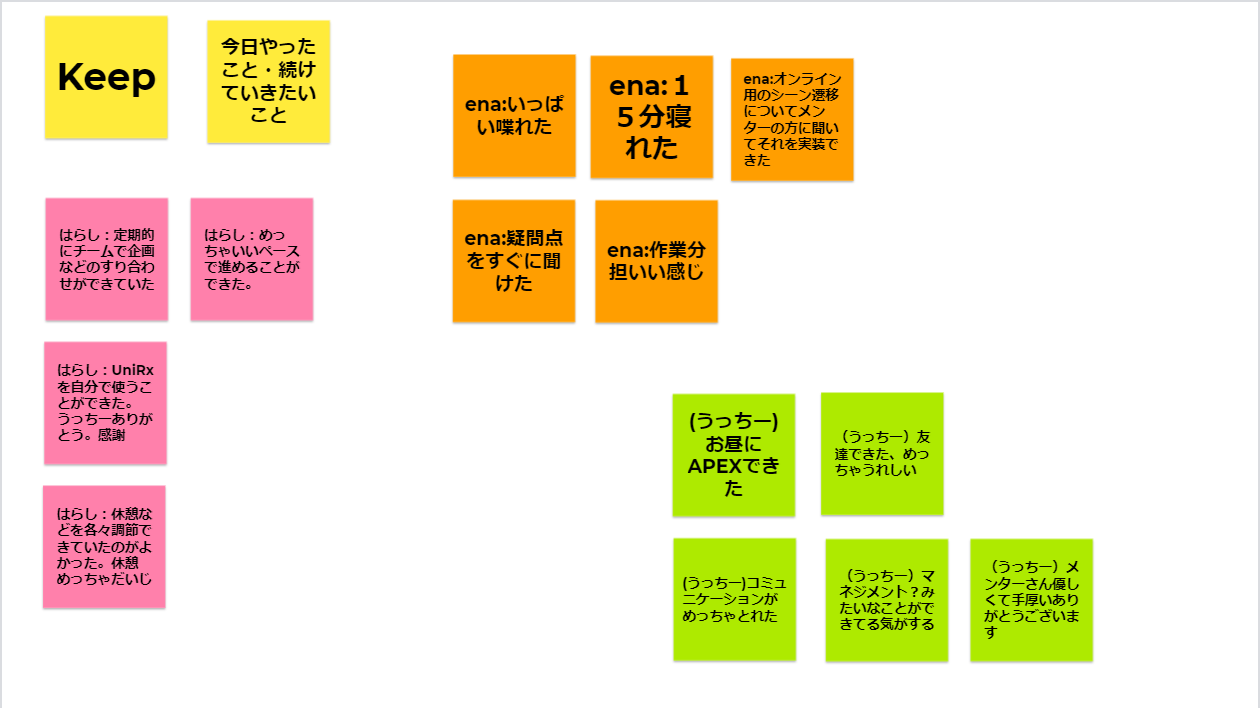 Keep
今日やった
こと・続け
ていきたい
こと
ena:いっぱ
い喋れた
ena:１
５分寝
れた
ena:オンライン
用のシーン遷移
についてメン
ターの方に聞い
てそれを実装で
きた
はらし：定期的
にチームで企画
などのすり合わ
せができていた
はらし：めっ
ちゃいいペース
で進めることが
できた。
ena:疑問点
をすぐに聞
けた
ena:作業分
担いい感じ
はらし：UniRx
を自分で使うこ
とができた。
うっちーありが
とう。感謝
はらし：休憩な
どを各々調節で
きていたのがよ
かった。休憩
めっちゃだいじ
(うっちー)
お昼に
APEXでき
た
（うっちー）友
達できた、めっ
ちゃうれしい
(うっちー)コミュ
ニケーションが
めっちゃとれた
（うっちー）マ
ネジメント？み
たいなことがで
きてる気がする
（うっちー）メ
ンターさん優し
くて手厚いあり
がとうございま
す